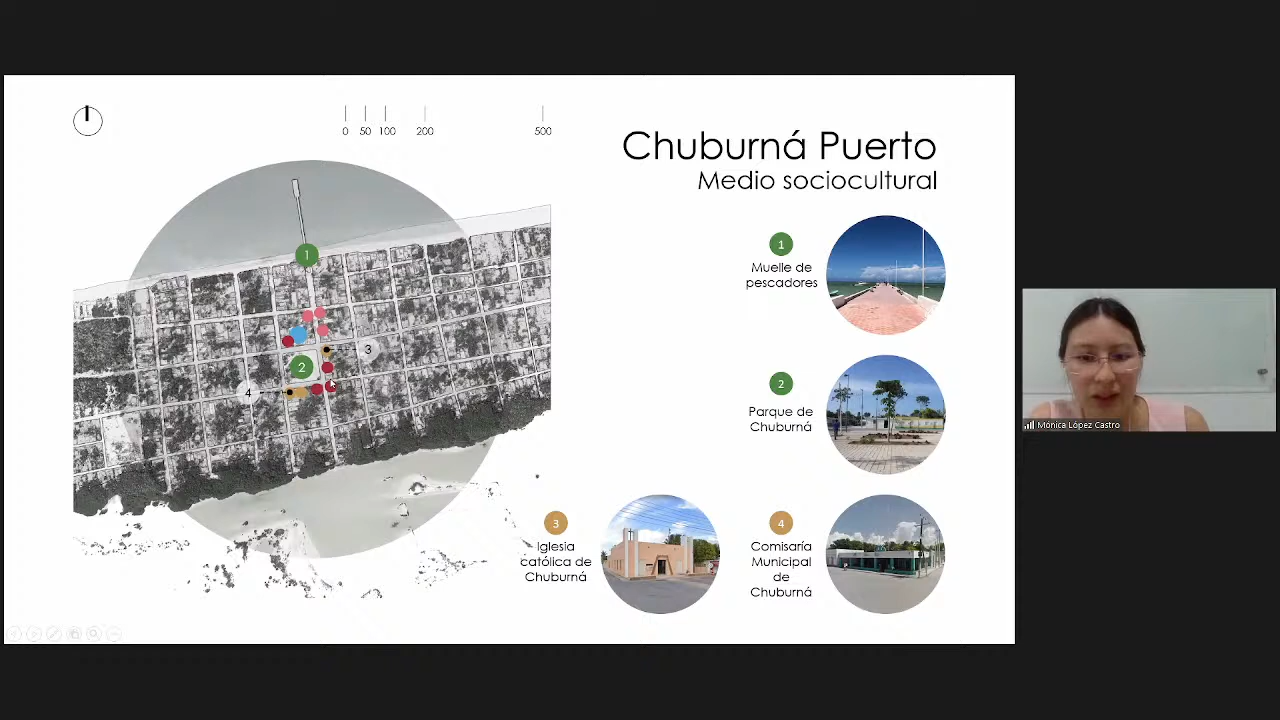 0 50 100 200 500
Chuburná Puerto
Medio sociocultural
1
2
3
4
1
Muelle de
pescadores
2
Parque de
Chuburná
3
Iglesia
católica de
Chuburná
4
Comisaría
Municipal
de
Chuburná
Mónica López Castro